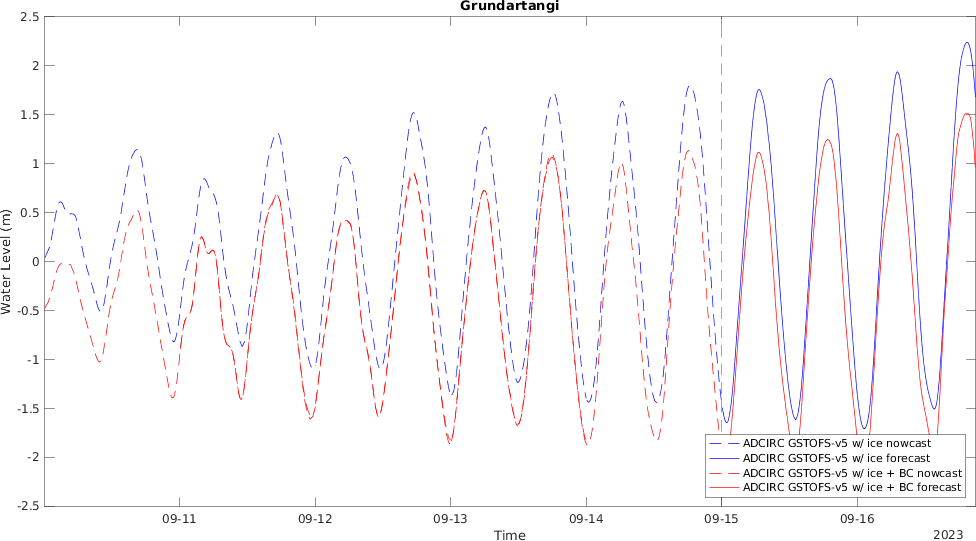 Grundartangi
2.5
2
1.5
1
0.5
0
-0.5
-1
-1.5
-2
-2.5
Water Level (m)
ADCIRC GSTOFS-v5 w/ ice nowcast
ADCIRC GSTOFS-v5 w/ ice forecast
ADCIRC GSTOFS-v5 w/ ice + BC nowcast
ADCIRC GSTOFS-v5 w/ ice + BC forecast
09-11 09-12 09-13 09-14 09-15 09-16
Time
2023